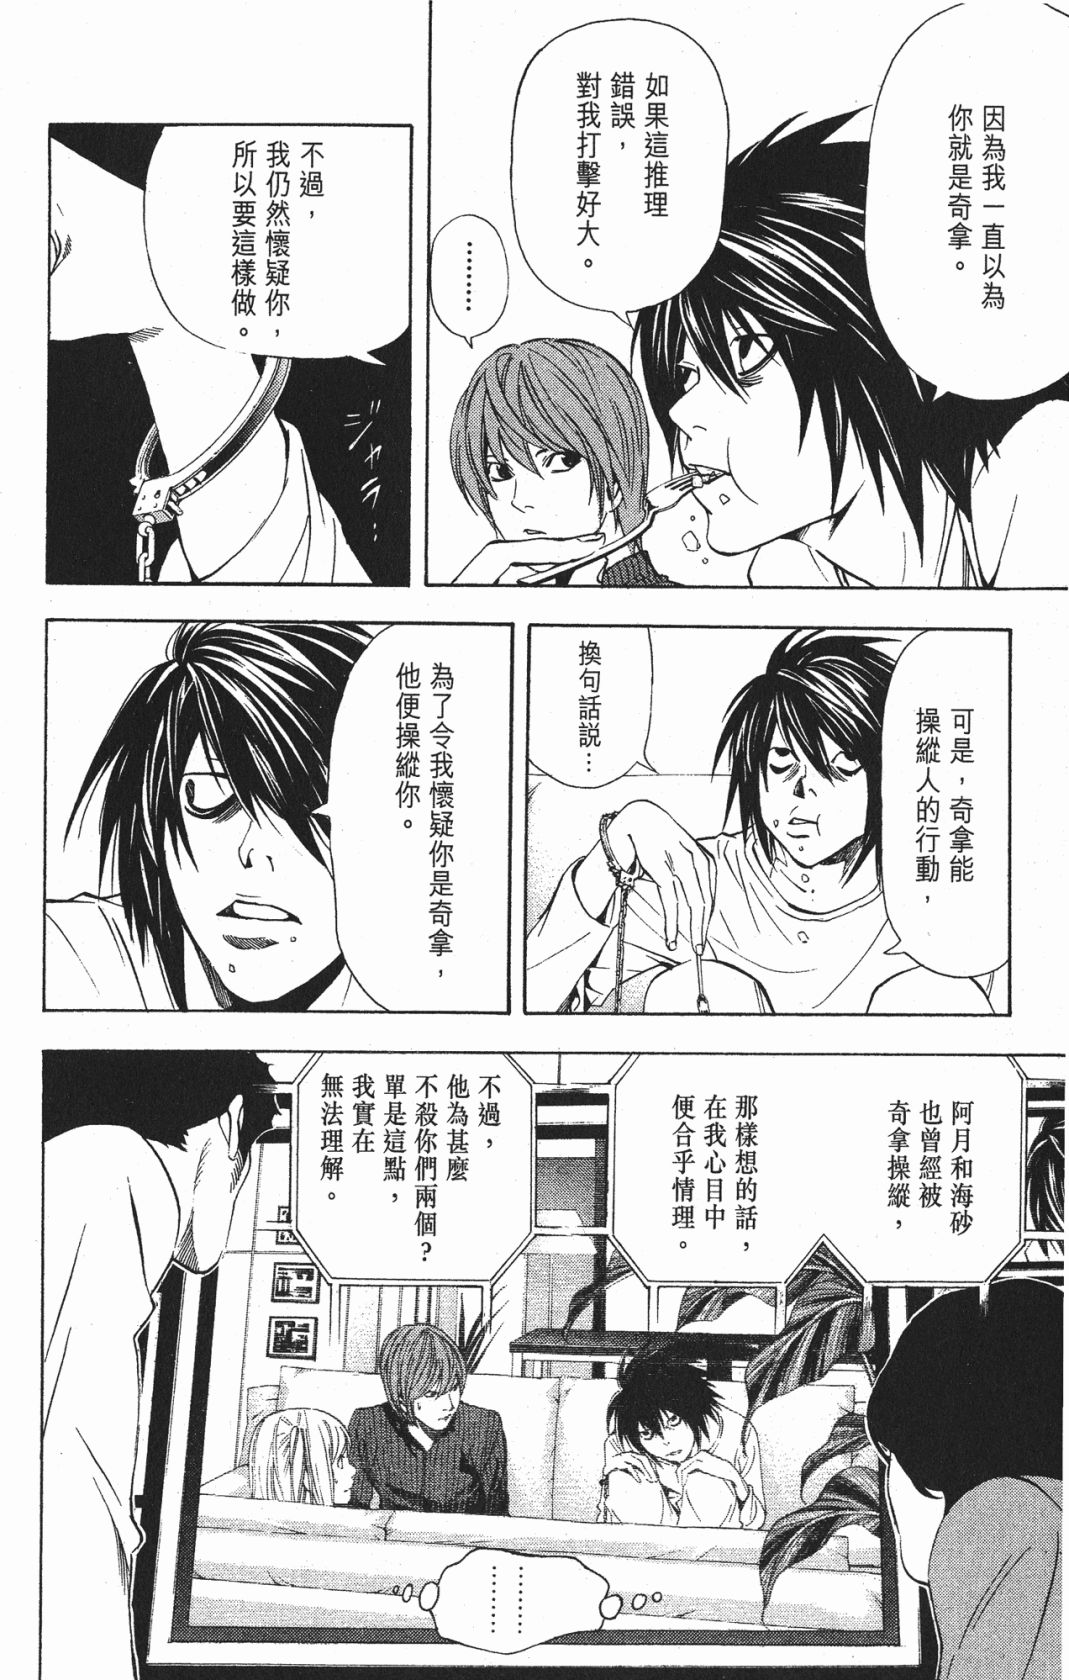 因為我一直以為
你就是奇拿。
如果這推理
錯誤，
對我打擊好大。
………
不過，
我仍然懷疑你，
所以要這樣做。
ジャラ
可是，奇拿能
操縱人的行動，
換句話說…
為了令我懷疑你是奇拿，
他便操縱你。
阿月和海砂
也曾經被
奇拿操縱，
那樣想的話，
在我心目中
便合乎情理。
不過，
他為甚麼
不殺你們兩個？
單是這點，
我實在
無法理解。
………
………